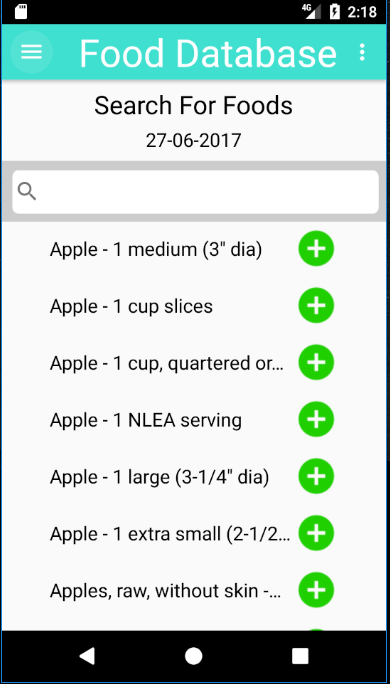 4G 2:18
Food Database
Search For Foods
27-06-2017
Apple - 1 medium (3" dia)
Apple - 1 cup slices
Apple - 1 cup, quartered or...
Apple - 1 NLEA serving
Apple - 1 large (3-1/4" dia)
Apple - 1 extra small (2-1/2...
Apples, raw, without skin -...